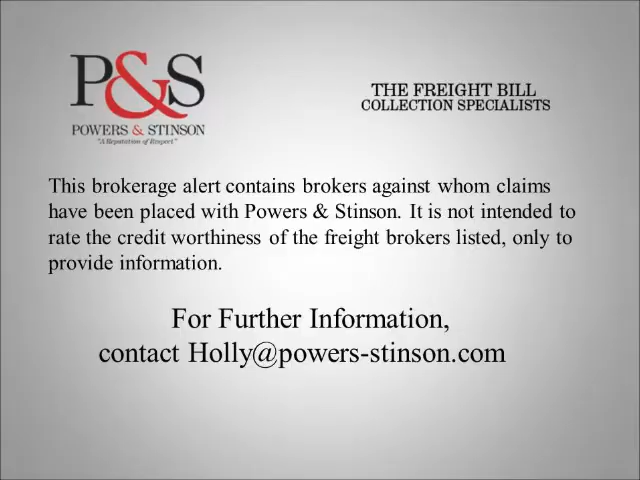 P&S
POWERS & STINSON
"A Reputation of Respect"
THE FREIGHT BILL
COLLECTION SPECIALISTS
This brokerage alert contains brokers against whom claims
have been placed with Powers & Stinson. It is not intended to
rate the credit worthiness of the freight brokers listed, only to
provide information.
For Further Information,
contact Holly@powers-stinson.com